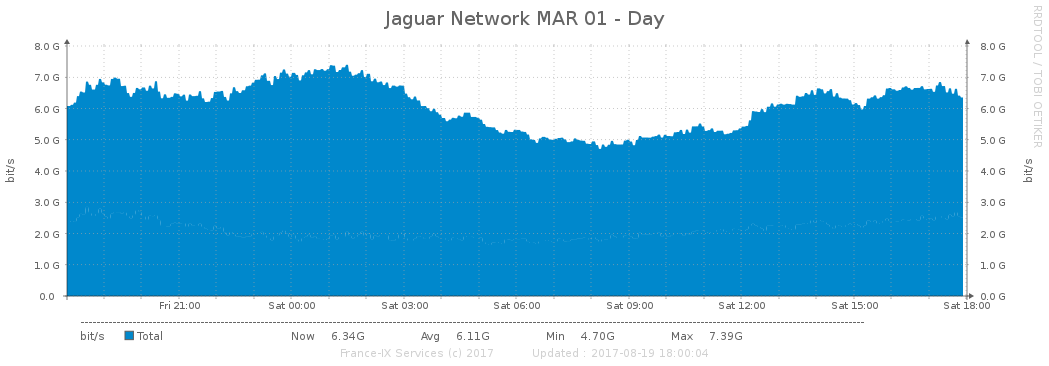 Jaguar Network MAR 01 - Day
RRDTOOL / TOBI OETIKER
8.0 G 8.0 G
7.0 G 7.0 G
6.0 G 6.0 G
5.0 G 5.0 G
4.0 G 4.0 G
3.0 G 3.0 G
2.0 G 2.0 G
1.0 G 1.0 G
0.0 0.0 G
bit/s bit/s
Fri 21:00 Sat 00:00 Sat 03:00 Sat 06:00 Sat 09:00 Sat 12:00 Sat 15:00 Sat 18:00
bit/s Total Now 6.34G Avg 6.11G Min 4.70G Max 7.39G
France-IX Services (c) 2017 Updated : 2017-08-19 18:00:04